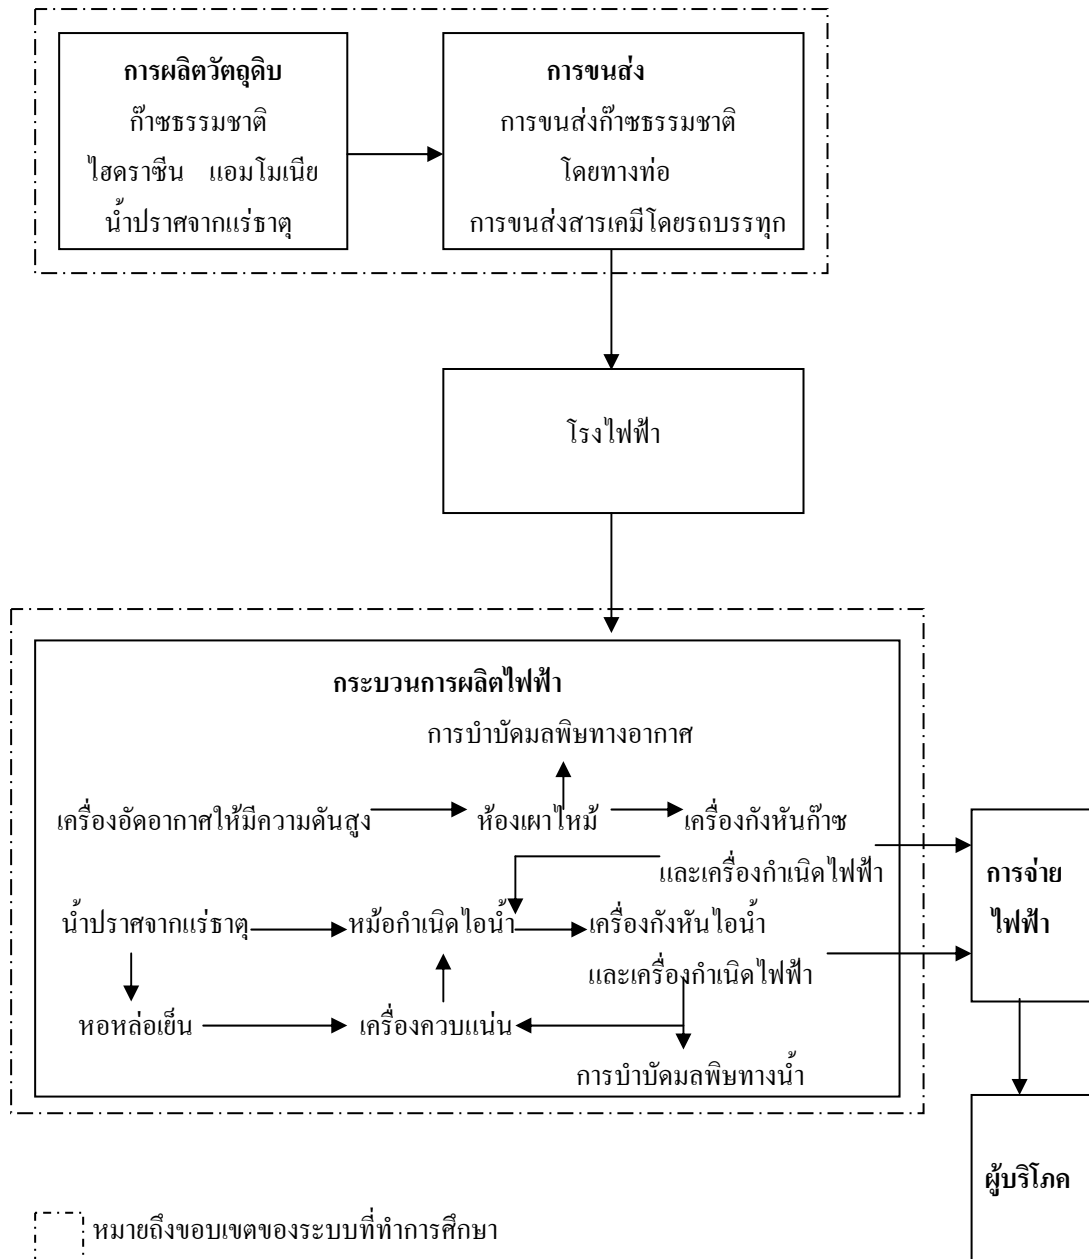 การผลิตวัตถุดิบ
ก๊าซธรรมชาติ
ไฮดราซีน แอมโมเนีย
น้ำปราศจากแร่ธาตุ
การขนส่ง
การขนส่งก๊าซธรรมชาติ
โดยทางท่อ
การขนส่งสารเคมีโดยรถบรรทุก
โรงไฟฟ้า
กระบวนการผลิตไฟฟ้า
การบำบัดมลพิษทางอากาศ
เครื่องอัดอากาศให้มีความดันสูง
ห้องเผาไหม้
เครื่องกังหันก๊าซ
และเครื่องกำเนิดไฟฟ้า
น้ำปราศจากแร่ธาตุ
หม้อกำเนิดไอน้ำ
เครื่องกังหันไอน้ำ
และเครื่องกำเนิดไฟฟ้า
หอหล่อเย็น
เครื่องควบแน่น
การบำบัดมลพิษทางน้ำ
การจ่าย
ไฟฟ้า
ผู้บริโภค
หมายถึงขอบเขตของระบบที่ทำการศึกษา